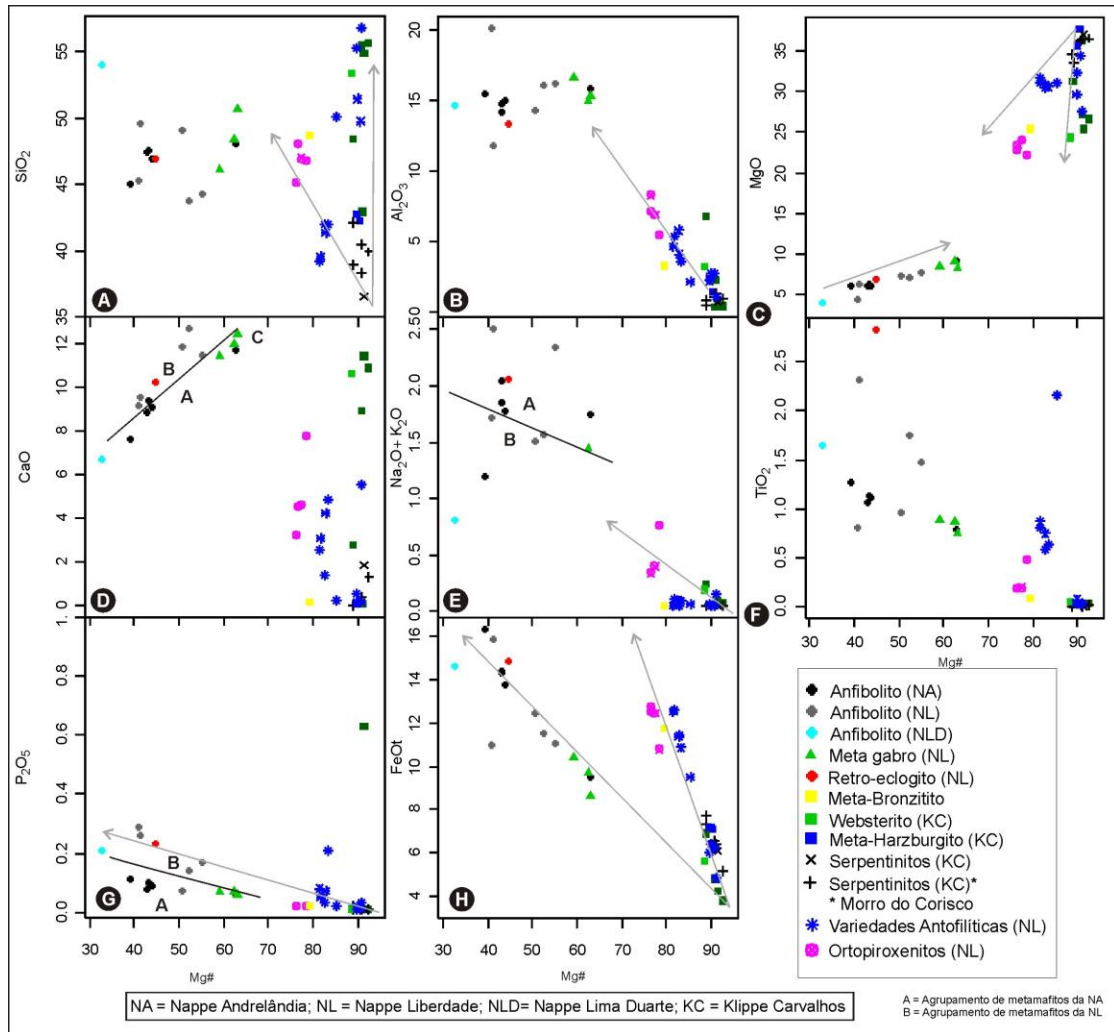 SiO2
55
50
45
40
35
A
Al2O3
20
15
10
5
50
B
MgO
35
30
25
20
15
10
5
C
CaO
12
10
8
6
4
2
1.0
B
A
C
D
Na2O+ K2O
2.50
2.0
1.5
1.0
0.5
0.0
A
B
E
TiO2
2.5
2.0
1.5
1.0
0.5
0.0
F
30 40 50 60 70 80 90
Mg#
P2O5
1.
0.8
0.6
0.4
0.2
0.0
B
A
G
30 40 50 60 70 80 90
Mg#
FeOt
16
14
12
10
8
6
4
H
30 40 50 60 70 80 90
Mg#
Anfibolito (NA)
Anfibolito (NL)
Anfibolito (NLD)
Meta gabro (NL)
Retro-eclogito (NL)
Meta-Bronzitito
Websterito (KC)
Meta-Harzburgito (KC)
Serpentinitos (KC)
Serpentinitos (KC)*
* Morro do Corisco
Variedades Antofilíticas (NL)
Ortopiroxenitos (NL)
NA = Nappe Andrelândia; NL = Nappe Liberdade; NLD= Nappe Lima Duarte; KC = Klippe Carvalhos
A = Agrupamento de metamafitos da NA
B = Agrupamento de metamafitos da NL